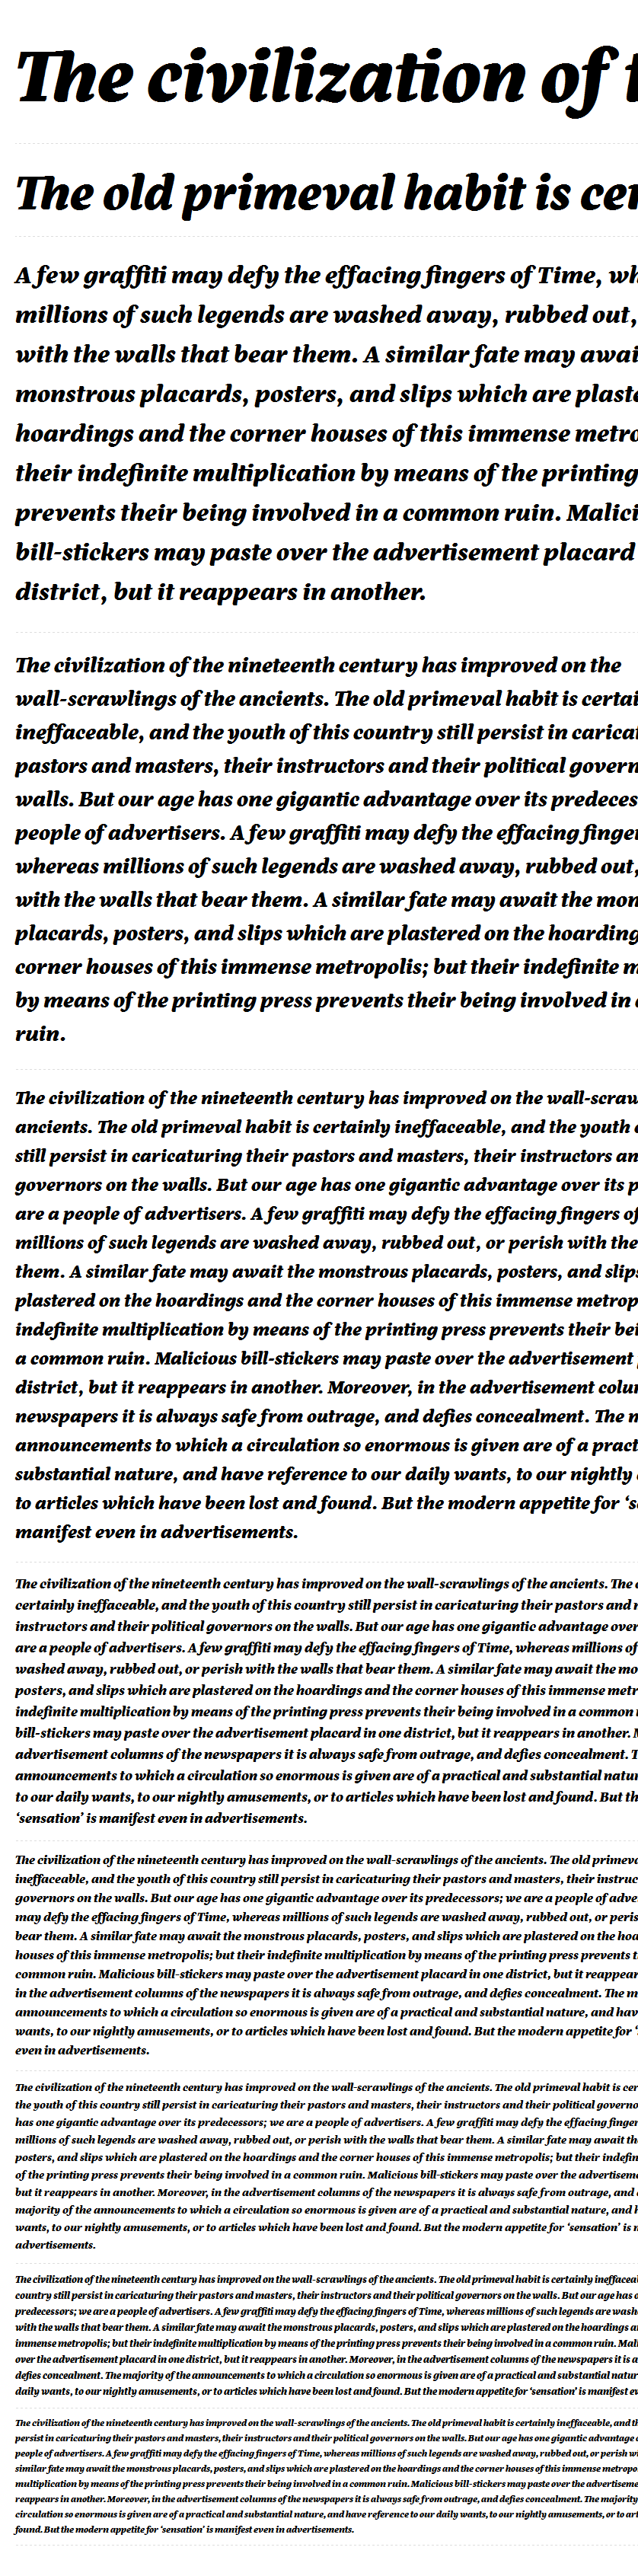 The civilization of t
The old primeval habit is cer
A few graffiti may defy the effacing fingers of Time, wh
millions of such legends are washed away, rubbed out,
with the walls that bear them. A similar fate may awai
monstrous placards, posters, and slips which are plaste
hoardings and the corner houses of this immense metro
their indefinite multiplication by means of the printing
prevents their being involved in a common ruin. Malici
bill-stickers may paste over the advertisement placard
district, but it reappears in another.
The civilization of the nineteenth century has improved on the
wall-scrawlings of the ancients. The old primeval habit is certai
ineffaceable, and the youth of this country still persist in caricat
pastors and masters, their instructors and their political govern
walls. But our age has one gigantic advantage over its predeces
people of advertisers. A few graffiti may defy the effacing finger
whereas millions of such legends are washed away, rubbed out,
with the walls that bear them. A similar fate may await the mon
placards, posters, and slips which are plastered on the hoarding
corner houses of this immense metropolis; but their indefinite m
by means of the printing press prevents their being involved in a
ruin.
The civilization of the nineteenth century has improved on the wall-scraw
ancients. The old primeval habit is certainly ineffaceable, and the youth o
still persist in caricaturing their pastors and masters, their instructors an
governors on the walls. But our age has one gigantic advantage over its p
are a people of advertisers. A few graffiti may defy the effacing fingers of
millions of such legends are washed away, rubbed out, or perish with the
them. A similar fate may await the monstrous placards, posters, and slips
plastered on the hoardings and the corner houses of this immense metrop
indefinite multiplication by means of the printing press prevents their bei
a common ruin. Malicious bill-stickers may paste over the advertisement p
district, but it reappears in another. Moreover, in the advertisement colum
newspapers it is always safe from outrage, and defies concealment. The m
announcements to which a circulation so enormous is given are of a pract
substantial nature, and have reference to our daily wants, to our nightly a
to articles which have been lost and found. But the modern appetite for ‘s
manifest even in advertisements.
The civilization of the nineteenth century has improved on the wall-scrawlings of the ancients. The o
certainly ineffaceable, and the youth of this country still persist in caricaturing their pastors and m
instructors and their political governors on the walls. But our age has one gigantic advantage over
are a people of advertisers. A few graffiti may defy the effacing fingers of Time, whereas millions of
washed away, rubbed out, or perish with the walls that bear them. A similar fate may await the mo
posters, and slips which are plastered on the hoardings and the corner houses of this immense metr
indefinite multiplication by means of the printing press prevents their being involved in a common r
bill-stickers may paste over the advertisement placard in one district, but it reappears in another. M
advertisement columns of the newspapers it is always safe from outrage, and defies concealment. T
announcements to which a circulation so enormous is given are of a practical and substantial natur
to our daily wants, to our nightly amusements, or to articles which have been lost and found. But th
‘sensation’ is manifest even in advertisements.
The civilization of the nineteenth century has improved on the wall-scrawlings of the ancients. The old primeva
ineffaceable, and the youth of this country still persist in caricaturing their pastors and masters, their instruc
governors on the walls. But our age has one gigantic advantage over its predecessors; we are a people of adve
may defy the effacing fingers of Time, whereas millions of such legends are washed away, rubbed out, or peris
bear them. A similar fate may await the monstrous placards, posters, and slips which are plastered on the hoa
houses of this immense metropolis; but their indefinite multiplication by means of the printing press prevents t
common ruin. Malicious bill-stickers may paste over the advertisement placard in one district, but it reappear
in the advertisement columns of the newspapers it is always safe from outrage, and defies concealment. The m
announcements to which a circulation so enormous is given are of a practical and substantial nature, and hav
wants, to our nightly amusements, or to articles which have been lost and found. But the modern appetite for ‘
even in advertisements.
The civilization of the nineteenth century has improved on the wall-scrawlings of the ancients. The old primeval habit is cer
the youth of this country still persist in caricaturing their pastors and masters, their instructors and their political governo
has one gigantic advantage over its predecessors; we are a people of advertisers. A few graffiti may defy the effacing finger
millions of such legends are washed away, rubbed out, or perish with the walls that bear them. A similar fate may await th
posters, and slips which are plastered on the hoardings and the corner houses of this immense metropolis; but their indefin
of the printing press prevents their being involved in a common ruin. Malicious bill-stickers may paste over the advertiseme
but it reappears in another. Moreover, in the advertisement columns of the newspapers it is always safe from outrage, and d
majority of the announcements to which a circulation so enormous is given are of a practical and substantial nature, and h
wants, to our nightly amusements, or to articles which have been lost and found. But the modern appetite for ‘sensation’ is m
advertisements.
The civilization of the nineteenth century has improved on the wall-scrawlings of the ancients. The old primeval habit is certainly ineffaceab
country still persist in caricaturing their pastors and masters, their instructors and their political governors on the walls. But our age has o
predecessors; we are a people of advertisers. A few graffiti may defy the effacing fingers of Time, whereas millions of such legends are wash
with the walls that bear them. A similar fate may await the monstrous placards, posters, and slips which are plastered on the hoardings an
immense metropolis; but their indefinite multiplication by means of the printing press prevents their being involved in a common ruin. Mali
over the advertisement placard in one district, but it reappears in another. Moreover, in the advertisement columns of the newspapers it is a
defies concealment. The majority of the announcements to which a circulation so enormous is given are of a practical and substantial natur
daily wants, to our nightly amusements, or to articles which have been lost and found. But the modern appetite for ‘sensation’ is manifest ev
The civilization of the nineteenth century has improved on the wall-scrawlings of the ancients. The old primeval habit is certainly ineffaceable, and th
persist in caricaturing their pastors and masters, their instructors and their political governors on the walls. But our age has one gigantic advantage o
people of advertisers. A few graffiti may defy the effacing fingers of Time, whereas millions of such legends are washed away, rubbed out, or perish wi
similar fate may await the monstrous placards, posters, and slips which are plastered on the hoardings and the corner houses of this immense metropo
multiplication by means of the printing press prevents their being involved in a common ruin. Malicious bill-stickers may paste over the advertiseme
reappears in another. Moreover, in the advertisement columns of the newspapers it is always safe from outrage, and defies concealment. The majority
circulation so enormous is given are of a practical and substantial nature, and have reference to our daily wants, to our nightly amusements, or to art
found. But the modern appetite for ‘sensation’ is manifest even in advertisements.